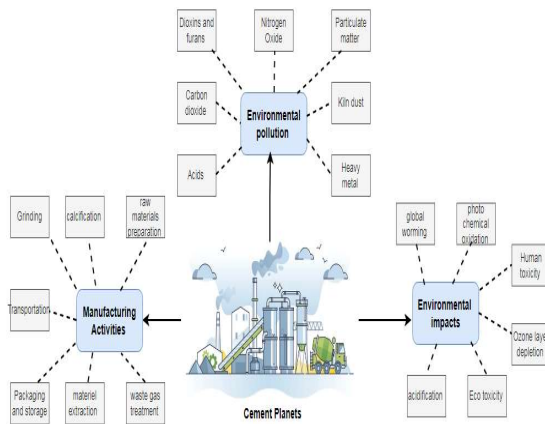 Dioxins and
furans
Nitrogen
Oxide
Particulate
matter
Carbon
dioxide
Environmental
pollution
Kiln dust
Acids
Heavy
metal
Grinding
calcification
raw
materials
preparation
Transportation
Manufacturing
Activities
Packaging
and storage
materiel
extraction
waste gas
treatment
Cement Planets
global
worming
photo
chemical
oxidation
Human
toxicity
Environmental
impacts
Ozone layer
depletion
acidification
Eco toxicity